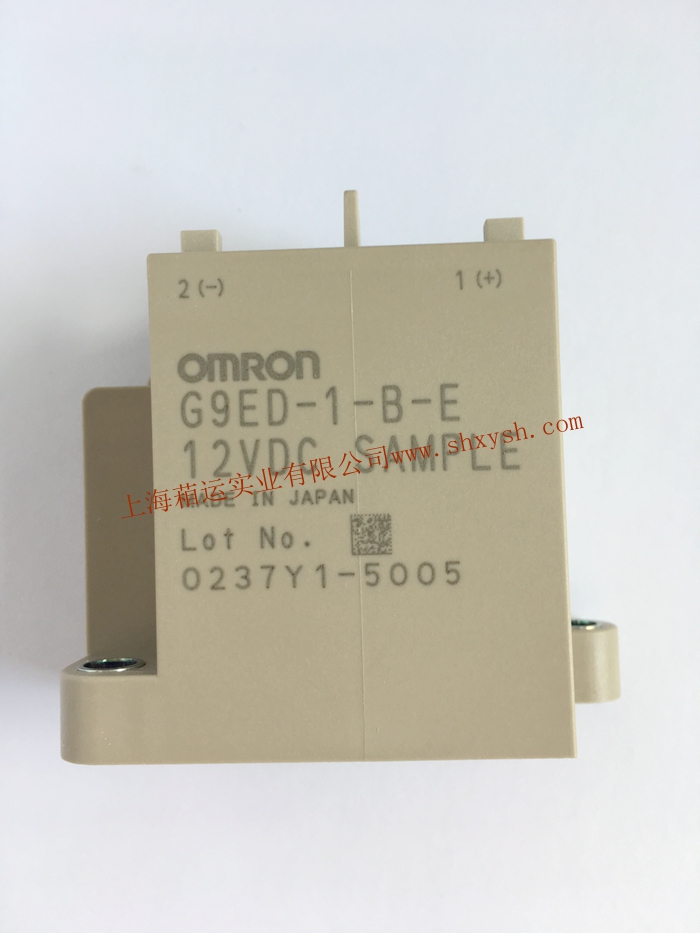 2(-) 1(+)
OMRON
G9ED-1-B-E
12VDC SAMPLE
上海葙运实业有限公司www.shxysh.com
MADE IN JAPAN
Lot No.
0237Y1-5005